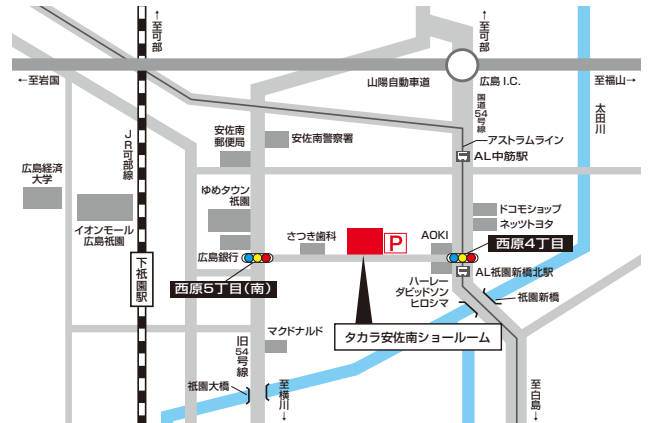 ↑至可部
↑至可部
←至岩国
山陽自動車道
広島I.C.
至福山→
国道54号線
太田川
JR可部線
安佐南
郵便局
安佐南警察署
アストラムライン
AL中筋駅
広島経済
大学
イオンモール
広島祇園
ゆめタウン
祇園
さつき歯科
P
AOKI
ドコモショップ
ネッツトヨタ
西原4丁目
広島銀行
西原5丁目(南)
下祇園駅
AL祇園新橋北駅
ハーレー
ダビッドソン
ヒロシマ
祇園新橋
タカラ安佐南ショールーム
マクドナルド
旧54号線
祇園大橋
至横川→
至白島→